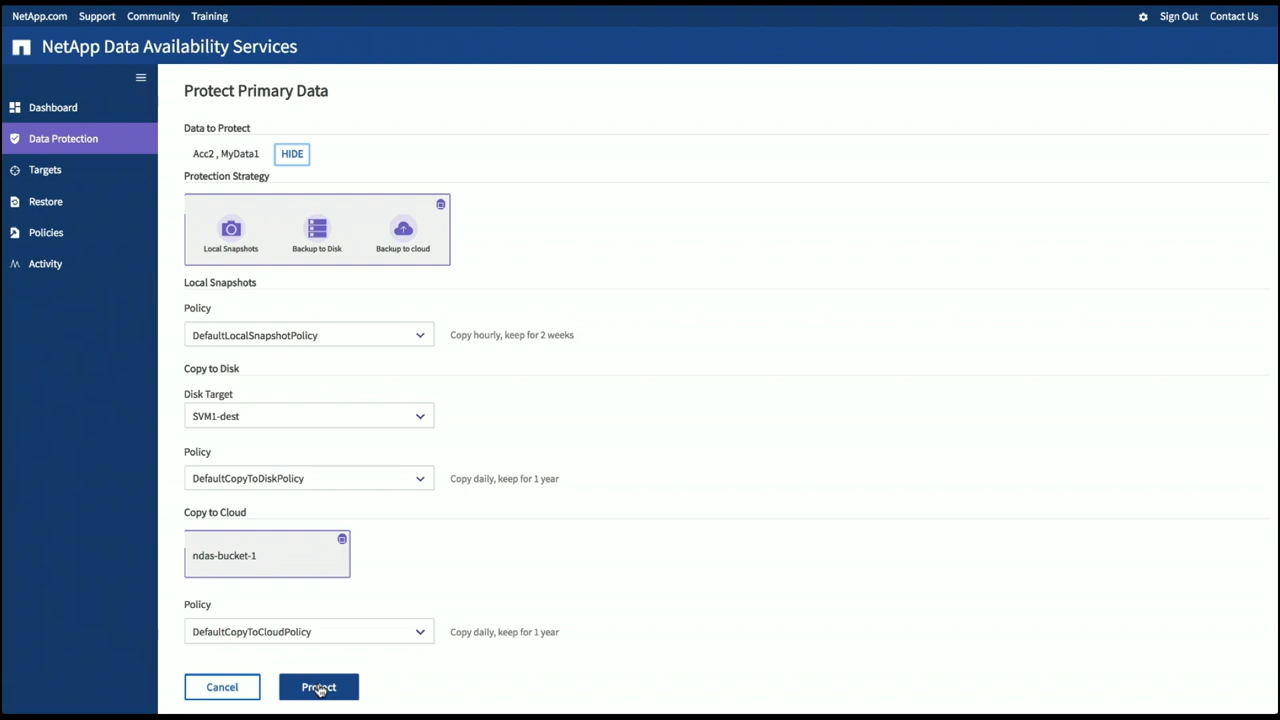 NetApp.com Support Community Training Sign Out Contact Us
NetApp Data Availability Services
Dashboard
Data Protection
Targets
Restore
Policies
Activity
Protect Primary Data
Data to Protect
Acc2 , MyData1 HIDE
Protection Strategy
Local Snapshots Backup to Disk Backup to cloud
Local Snapshots
Policy
DefaultLocalSnapshotPolicy Copy hourly, keep for 2 weeks
Copy to Disk
Disk Target
SVM1-dest
Policy
DefaultCopyToDiskPolicy Copy daily, keep for 1 year
Copy to Cloud
ndas-bucket-1
Policy
DefaultCopyToCloudPolicy Copy daily, keep for 1 year
Cancel Protect